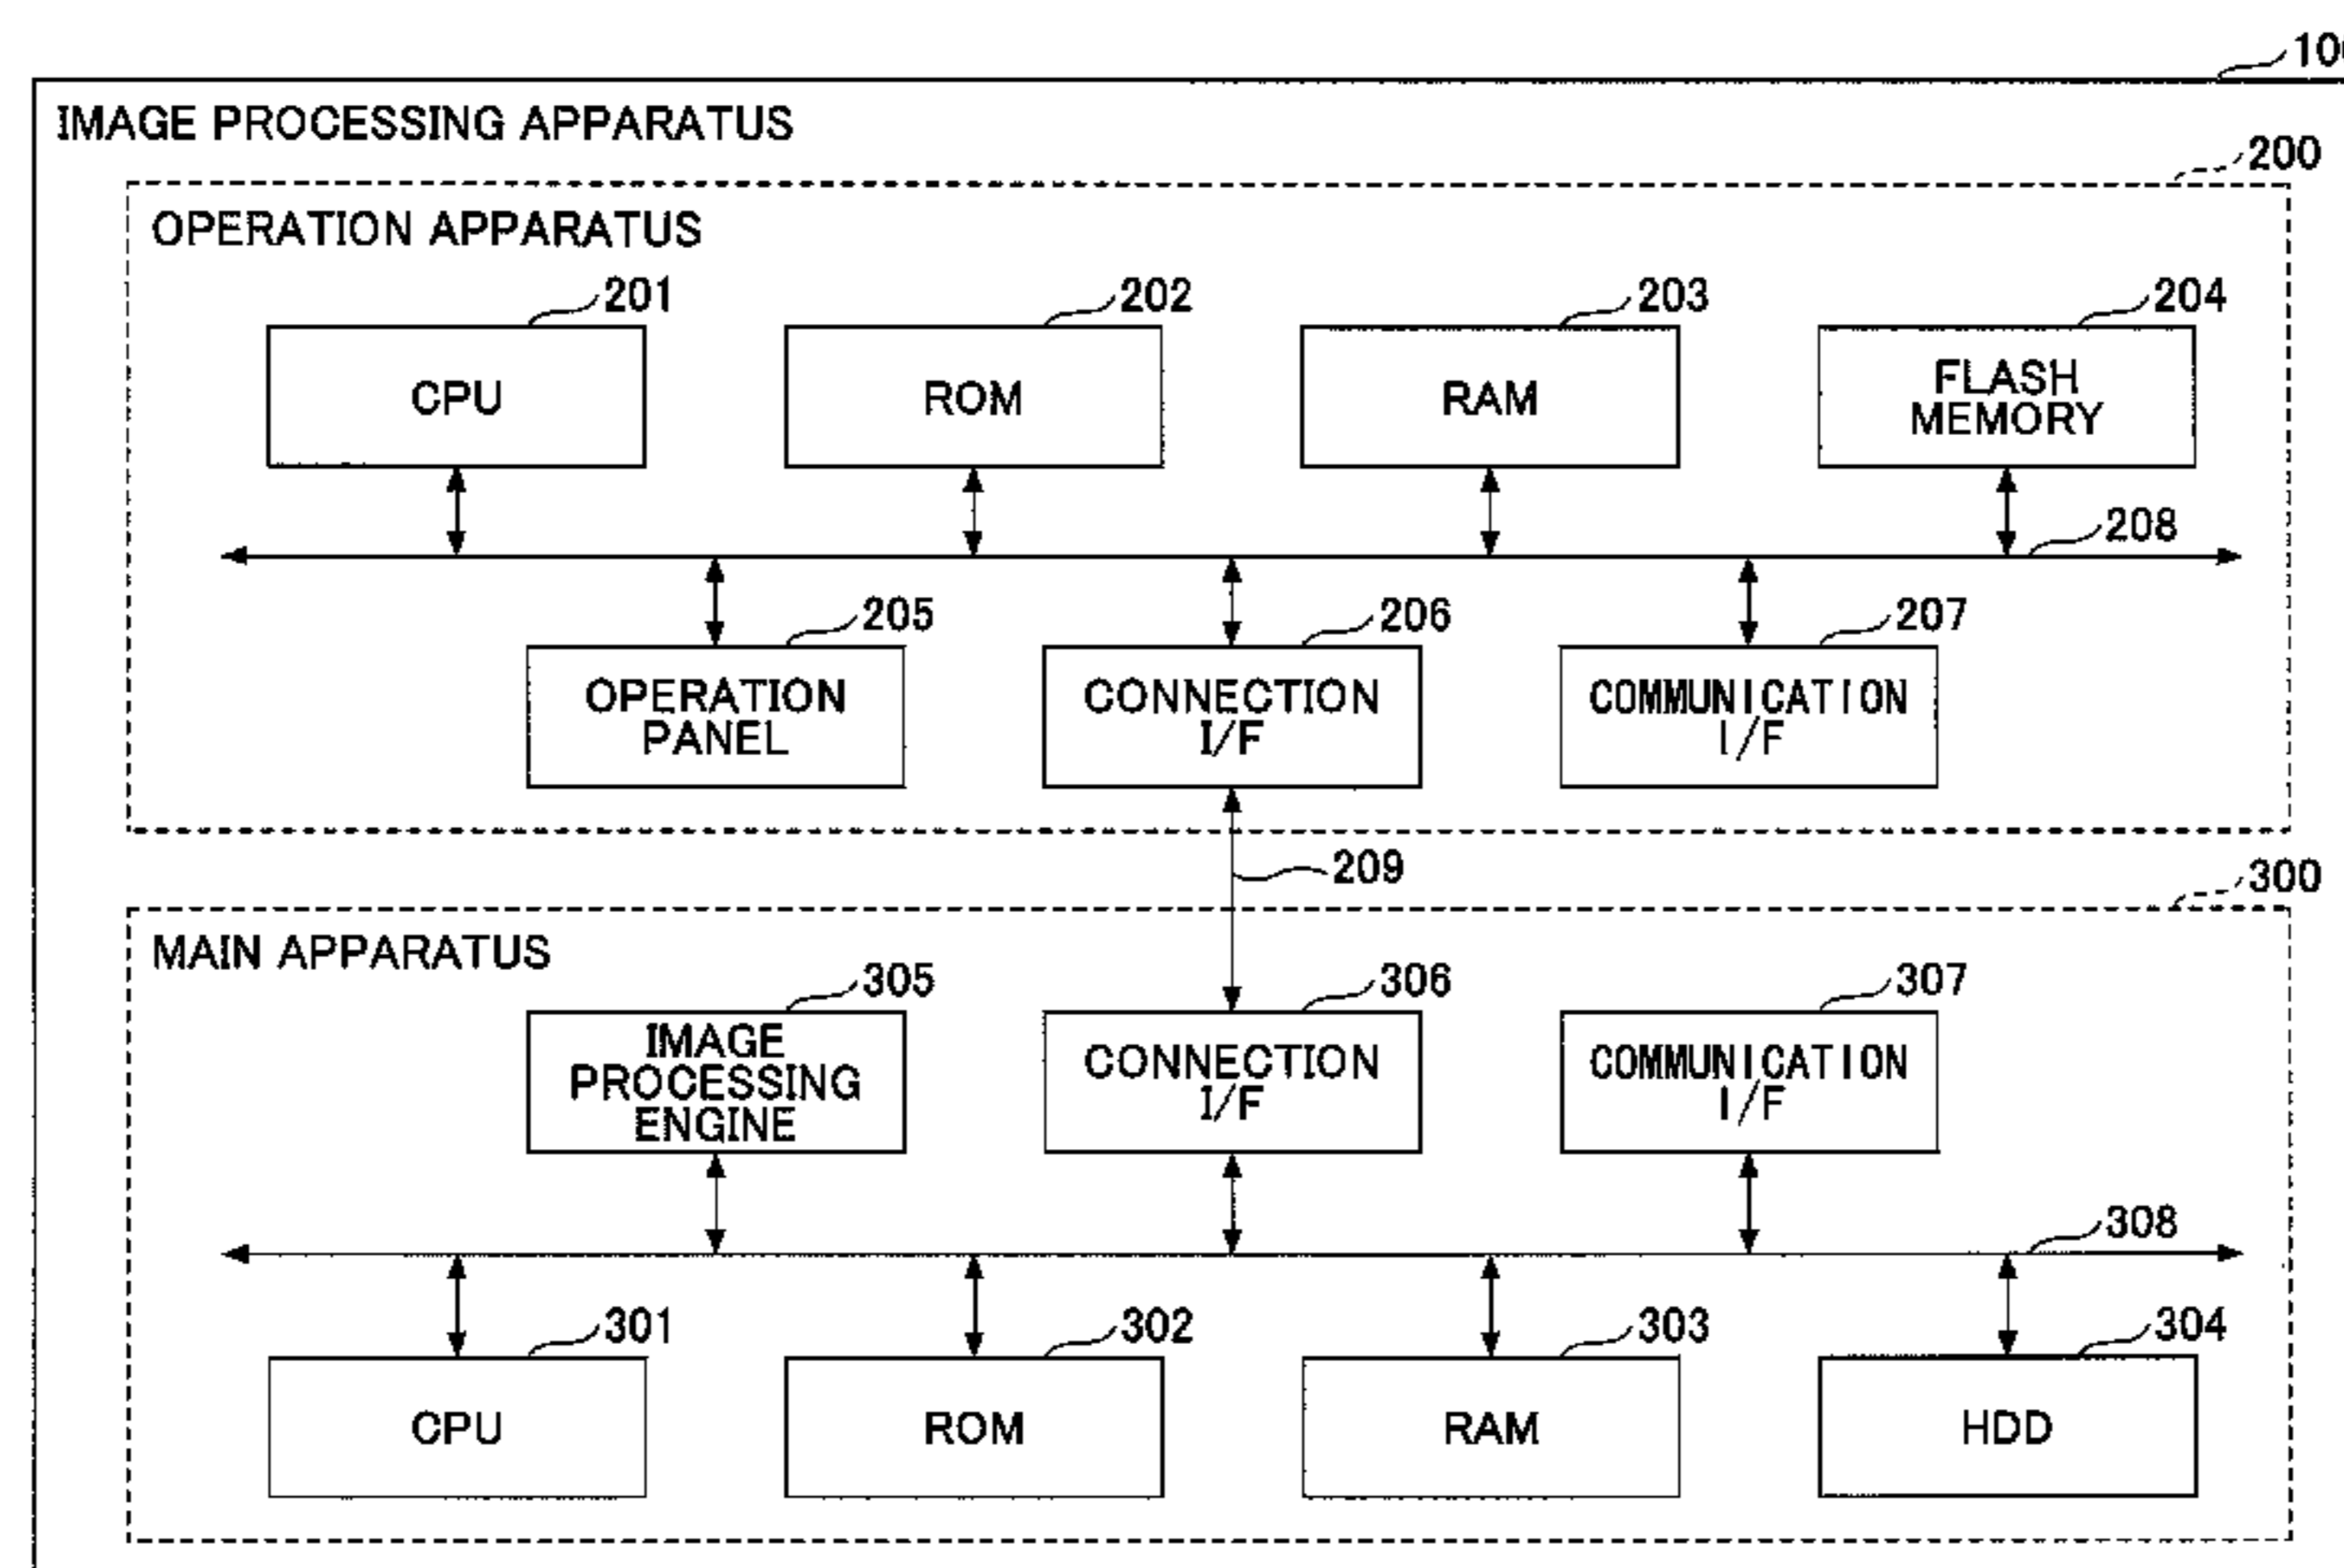 10
IMAGE PROCESSING APPARATUS
200
OPERATION APPARATUS
201
202
203
204
CPU
ROM
RAM
FLASH
MEMORY
208
205
206
207
OPERATION
PANEL
CONNECTION
I/F
COMMUNICATION
I/F
209
300
MAIN APPARATUS
305
306
307
IMAGE
PROCESSING
ENGINE
CONNECTION
I/F
COMMUNICATION
I/F
308
301
302
303
304
CPU
ROM
RAM
HDD